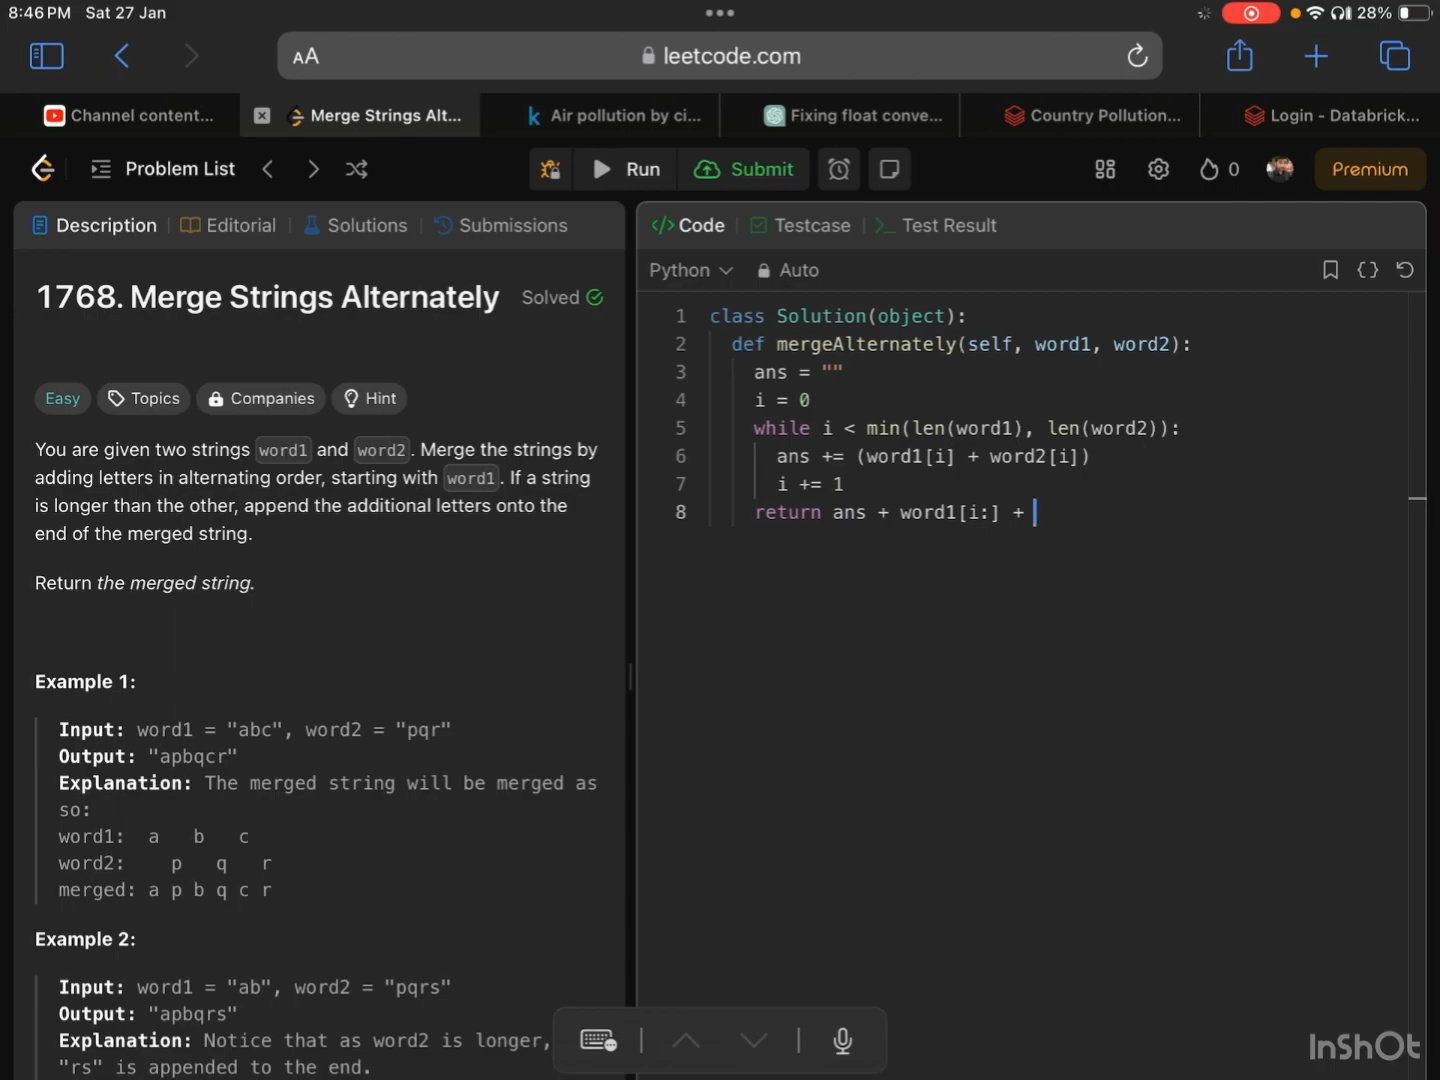 8:46 PM Sat 27 Jan
28%
AA leetcode.com
Channel content...
Merge Strings Alt...
Air pollution by ci...
Fixing float conve...
Country Pollution...
Login - Databrick...
Problem List
Run
Submit
0
Premium
Description
Editorial
Solutions
Submissions
1768. Merge Strings Alternately
Solved
Easy
Topics
Companies
Hint
You are given two strings word1 and word2. Merge the strings by
adding letters in alternating order, starting with word1. If a string
is longer than the other, append the additional letters onto the
end of the merged string.
Return the merged string.
Example 1:
Input: word1 = "abc", word2 = "pqr"
Output: "apbqcr"
Explanation: The merged string will be merged as
so:
word1: a b c
word2: p q r
merged: a p b q c r
Example 2:
Input: word1 = "ab", word2 = "pqrs"
Output: "apbqrs"
Explanation: Notice that as word2 is longer,
"rs" is appended to the end.
</> Code
Testcase
Test Result
Python
Auto
1 class Solution(object):
2 def mergeAlternately(self, word1, word2):
3 ans = ""
4 i = 0
5 while i < min(len(word1), len(word2)):
6 ans += (word1[i] + word2[i])
7 i += 1
8 return ans + word1[i:] +
InShOt